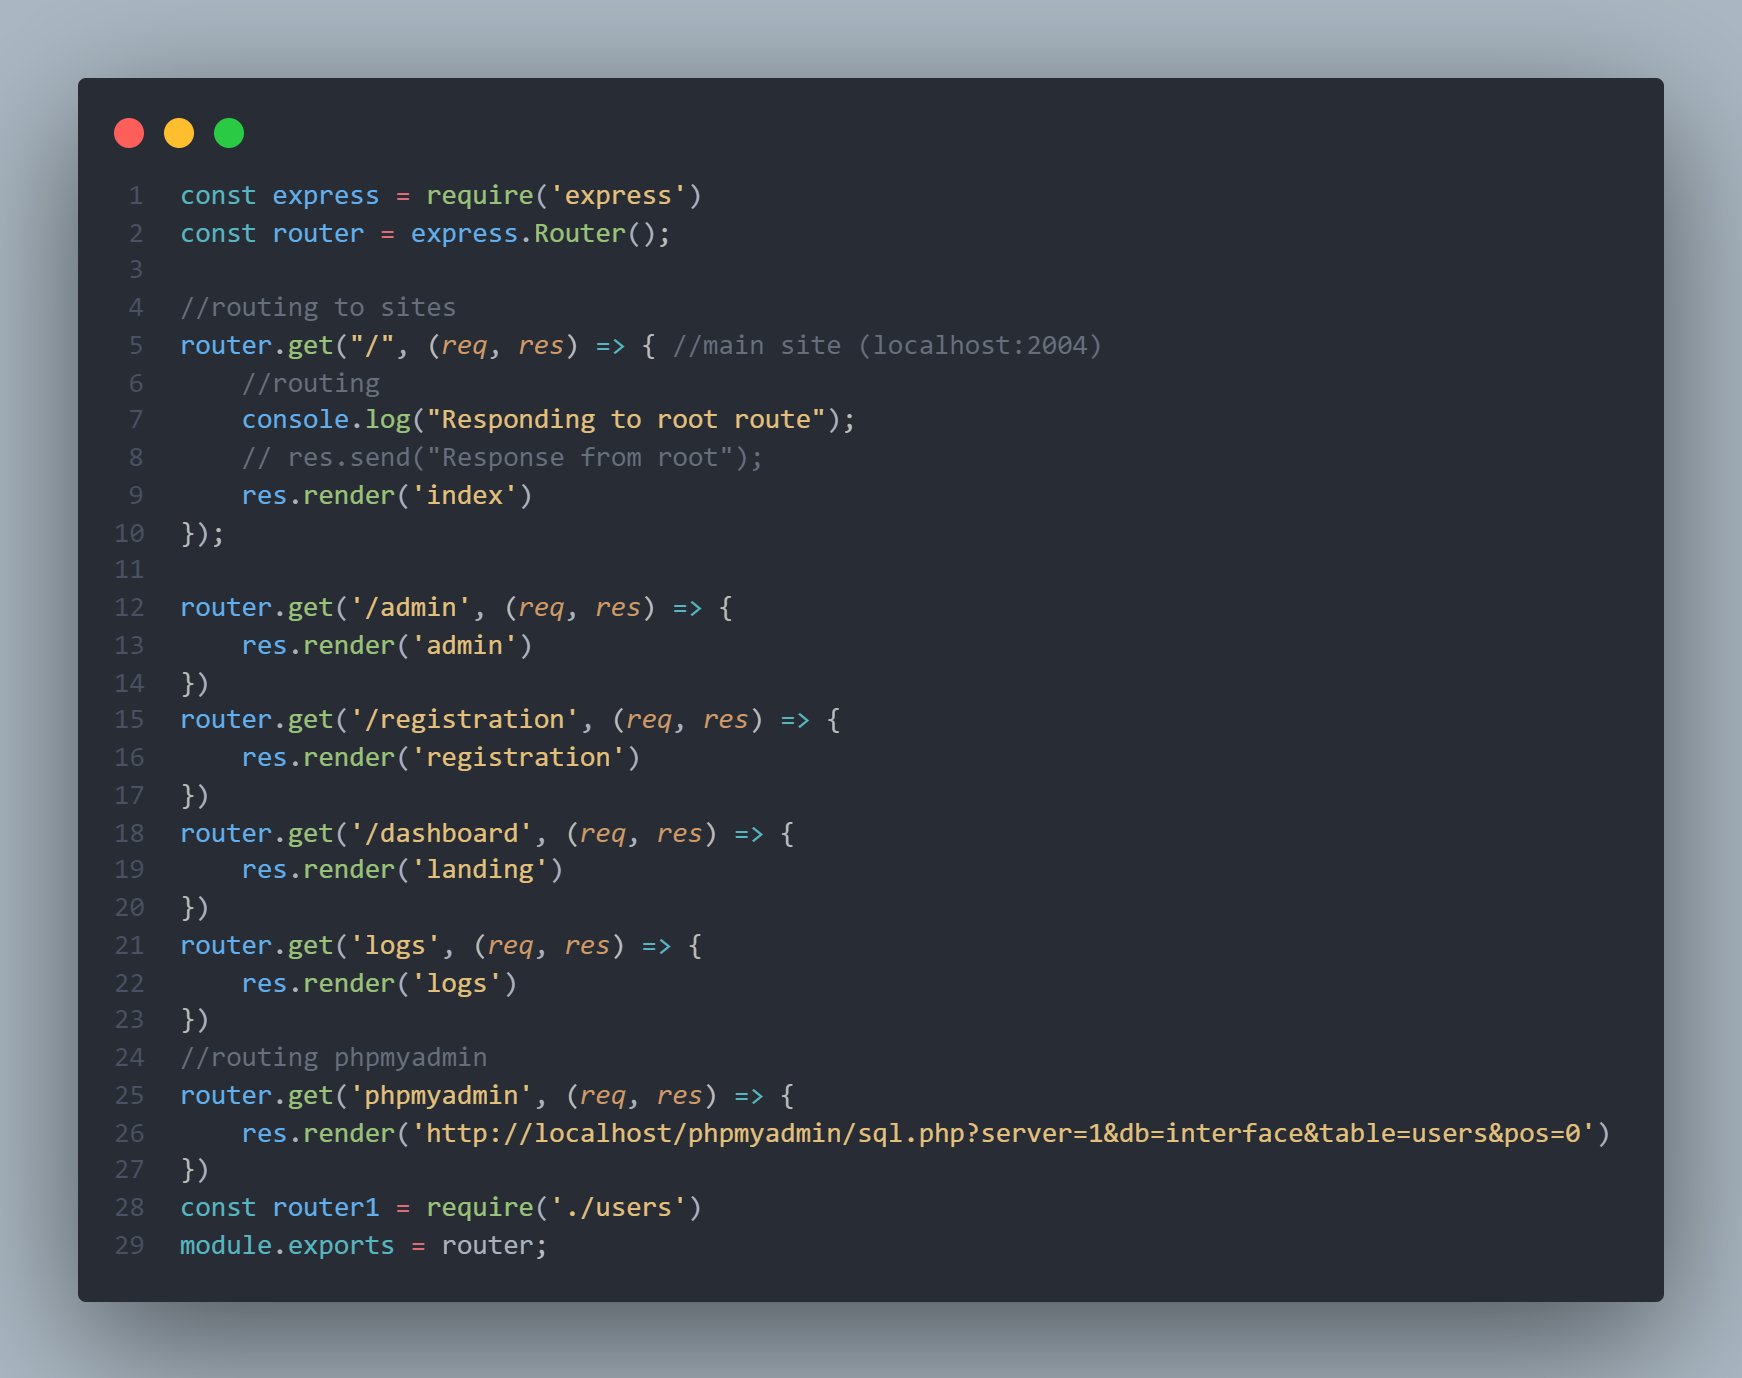 1 const express = require('express')
2 const router = express.Router();
3
4 //routing to sites
5 router.get("/", (req, res) => { //main site (localhost:2004)
6     //routing
7     console.log("Responding to root route");
8     // res.send("Response from root");
9     res.render('index')
10 });
11
12 router.get('/admin', (req, res) => {
13     res.render('admin')
14 })
15 router.get('/registration', (req, res) => {
16     res.render('registration')
17 })
18 router.get('/dashboard', (req, res) => {
19     res.render('landing')
20 })
21 router.get('logs', (req, res) => {
22     res.render('logs')
23 })
24 //routing phpmyadmin
25 router.get('phpmyadmin', (req, res) => {
26     res.render('http://localhost/phpmyadmin/sql.php?server=1&db=interface&table=users&pos=0')
27 })
28 const router1 = require('./users')
29 module.exports = router;